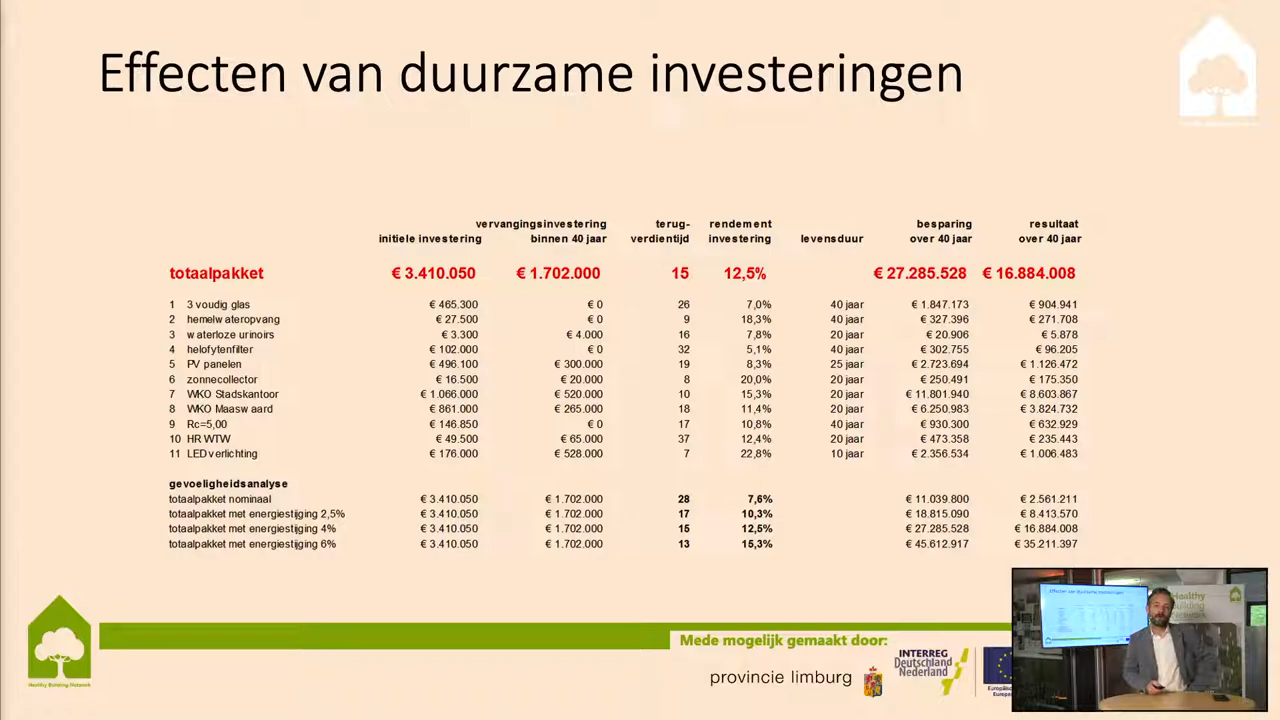 Effecten van duurzame investeringen
vervangingsinvestering terug- rendement besparing resultaat
initiele investering binnen 40 jaar verdientijd investering levensduur over 40 jaar over 40 jaar
totaalpakket € 3.410.050 € 1.702.000 15 12,5% € 27.285.528 € 16.884.008
1 3 voudig glas € 465.300 € 0 26 7,0% 40 jaar € 1.847.173 € 904.941
2 hemelwateropvang € 27.500 € 0 9 18,3% 40 jaar € 327.396 € 271.708
3 waterloze urinoirs € 3.300 € 4.000 16 7,8% 20 jaar € 20.906 € 5.878
4 helofytenfilter € 102.000 € 0 32 5,1% 40 jaar € 302.755 € 96.205
5 PV panelen € 496.100 € 300.000 19 8,3% 25 jaar € 2.723.694 € 1.126.472
6 zonnecollector € 16.500 € 20.000 8 20,0% 20 jaar € 250.491 € 175.350
7 WKO Stadskantoor € 1.066.000 € 520.000 10 15,3% 20 jaar € 11.801.940 € 8.603.867
8 WKO Maaswaard € 861.000 € 265.000 18 11,4% 20 jaar € 6.250.983 € 3.824.732
9 Rc=5,00 € 146.850 € 0 17 10,8% 40 jaar € 930.300 € 632.929
10 HR WTW € 49.500 € 65.000 37 12,4% 20 jaar € 473.358 € 235.443
11 LED verlichting € 176.000 € 528.000 7 22,8% 10 jaar € 2.356.534 € 1.006.483
gevoeligheidsanalyse
totaalpakket nominaal € 3.410.050 € 1.702.000 28 7,6% € 11.039.800 € 2.561.211
totaalpakket met energiestijging 2,5% € 3.410.050 € 1.702.000 17 10,3% € 18.815.090 € 8.413.570
totaalpakket met energiestijging 4% € 3.410.050 € 1.702.000 15 12,5% € 27.285.528 € 16.884.008
totaalpakket met energiestijging 6% € 3.410.050 € 1.702.000 13 15,3% € 45.612.917 € 35.211.397
Healthy Building Network
Mede mogelijk gemaakt door:
provincie limburg
INTERREG
Deutschland
Nederland
Effecten van duurzame investeringen
Healthy
Building
Network